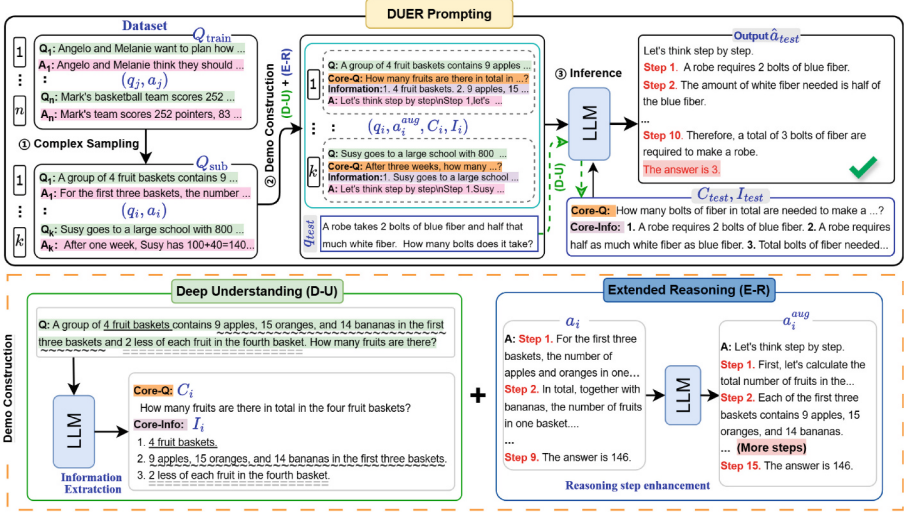 DUER Prompting
Dataset
Q_train
1
Q₁: Angelo and Melanie want to plan how ...
A₁: Angelo and Melanie think they should ...
⋮
(q_j, a_j)
n
Q_n: Mark's basketball team scores 252 ...
A_n: Mark's team scores 252 pointers, 83 ...
① Complex Sampling
Q_sub
1
Q₁: A group of 4 fruit baskets contains 9 ...
A₁: For the first three baskets, the number
⋮
(q_i, a_i)
k
Q_k: Susy goes to a large school with 800 ...
A_k: After one week, Susy has 100+40=140...
② Demo Construction
(D-U) + (E-R)
1
Q: A group of 4 fruit baskets contains 9 apples ...
Core-Q: How many fruits are there in total in ...?
Information:1. 4 fruit baskets. 2. 9 apples, 15 ...
A: Let's think step by step\nStep 1,let's ...
⋮
(q_i, a_i^aug, C_i, I_i)
k
Q: Susy goes to a large school with 800 ...
Core-Q: After three weeks, how many ...?
Information:1. Susy goes to a large school ...
A: Let's think step by step\nStep 1.Susy ...
q_test
A robe takes 2 bolts of blue fiber and half that
much white fiber. How many bolts does it take?
③ Inference
LLM
(D-U)
Output â_test
Let's think step by step.
Step 1. A robe requires 2 bolts of blue fiber.
Step 2. The amount of white fiber needed is half of
the blue fiber.
...
Step 10. Therefore, a total of 3 bolts of fiber are
required to make a robe.
The answer is 3.
C_test, I_test
Core-Q: How many bolts of fiber in total are needed to make a ...?
Core-Info: 1. A robe requires 2 bolts of blue fiber. 2. A robe requires
half as much white fiber as blue fiber. 3. Total bolts of fiber needed...
Demo Construction
Deep Understanding (D-U)
Q: A group of 4 fruit baskets contains 9 apples, 15 oranges, and 14 bananas in the first
three baskets and 2 less of each fruit in the fourth basket. How many fruits are there?
LLM
Information
Extratction
Core-Q: C_i
How many fruits are there in total in the four fruit baskets?
Core-Info: I_i
1. 4 fruit baskets.
2. 9 apples, 15 oranges, and 14 bananas in the first three baskets.
3. 2 less of each fruit in the fourth basket.
+
Extended Reasoning (E-R)
a_i
A: Step 1. For the first three
baskets, the number of
apples and oranges in one...
Step 2. In total, together with
bananas, the number of fruits
in one basket....
...
Step 9. The answer is 146.
LLM
Reasoning step enhancement
a_i^aug
A: Let's think step by step.
Step 1. First, let's calculate the
total number of fruits in the...
Step 2. Each of the first three
baskets contains 9 apples, 15
oranges, and 14 bananas.
... (More steps)
Step 15. The answer is 146.